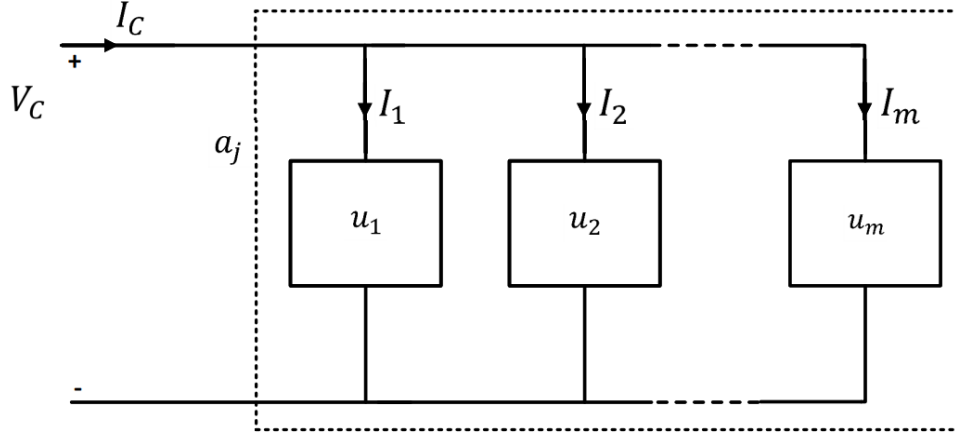 I_C
+
V_C
I_1 I_2 I_m
a_j
u_1 u_2 u_m
-